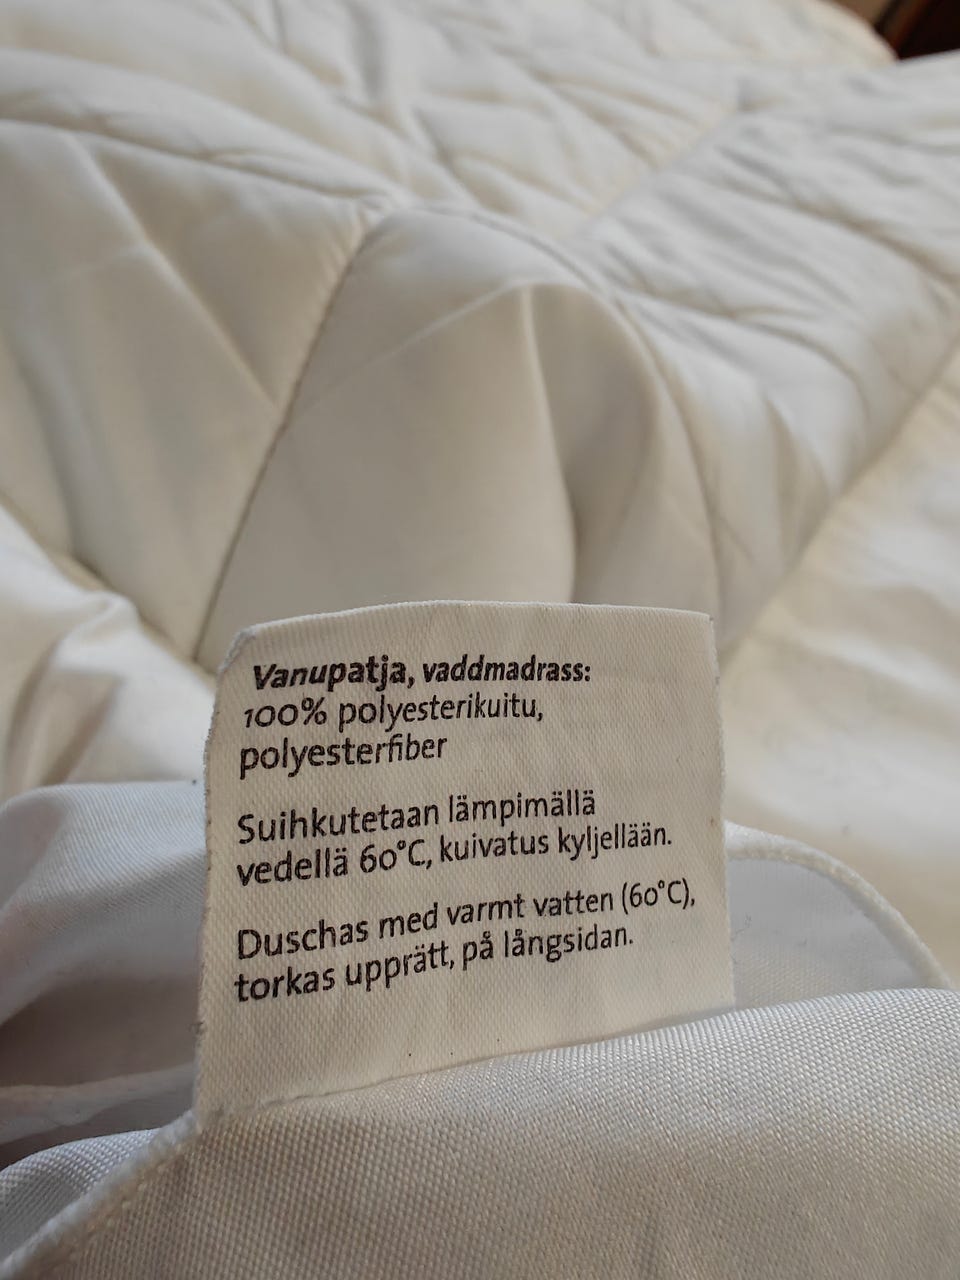 Vanupatja, vaddmadrass:
100% polyesterikuitu,
polyesterfiber
Suihkutetaan lämpimällä
vedellä 60°C, kuivatus kyljellään.
Duschas med varmt vatten (60°C),
torkas upprätt, på långsidan.